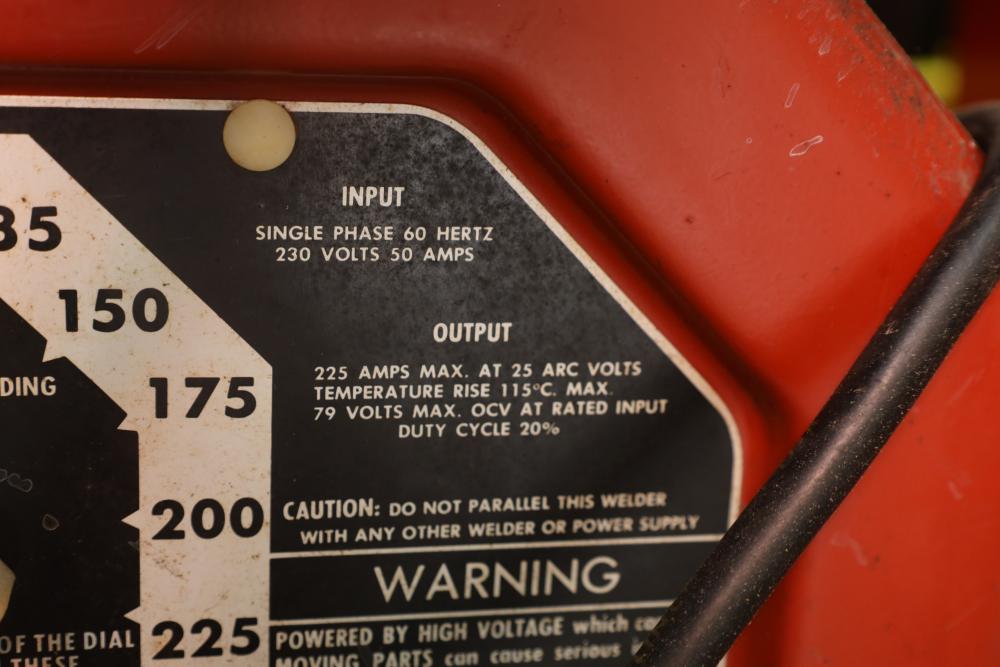 INPUT
SINGLE PHASE 60 HERTZ
230 VOLTS 50 AMPS
OUTPUT
225 AMPS MAX. AT 25 ARC VOLTS
TEMPERATURE RISE 115°C. MAX.
79 VOLTS MAX. OCV AT RATED INPUT
DUTY CYCLE 20%
CAUTION: DO NOT PARALLEL THIS WELDER
WITH ANY OTHER WELDER OR POWER SUPPLY
WARNING
POWERED BY HIGH VOLTAGE which
MOVING PARTS can cause serious
35
150
175
200
225
DING
OF THE DIAL
THESE